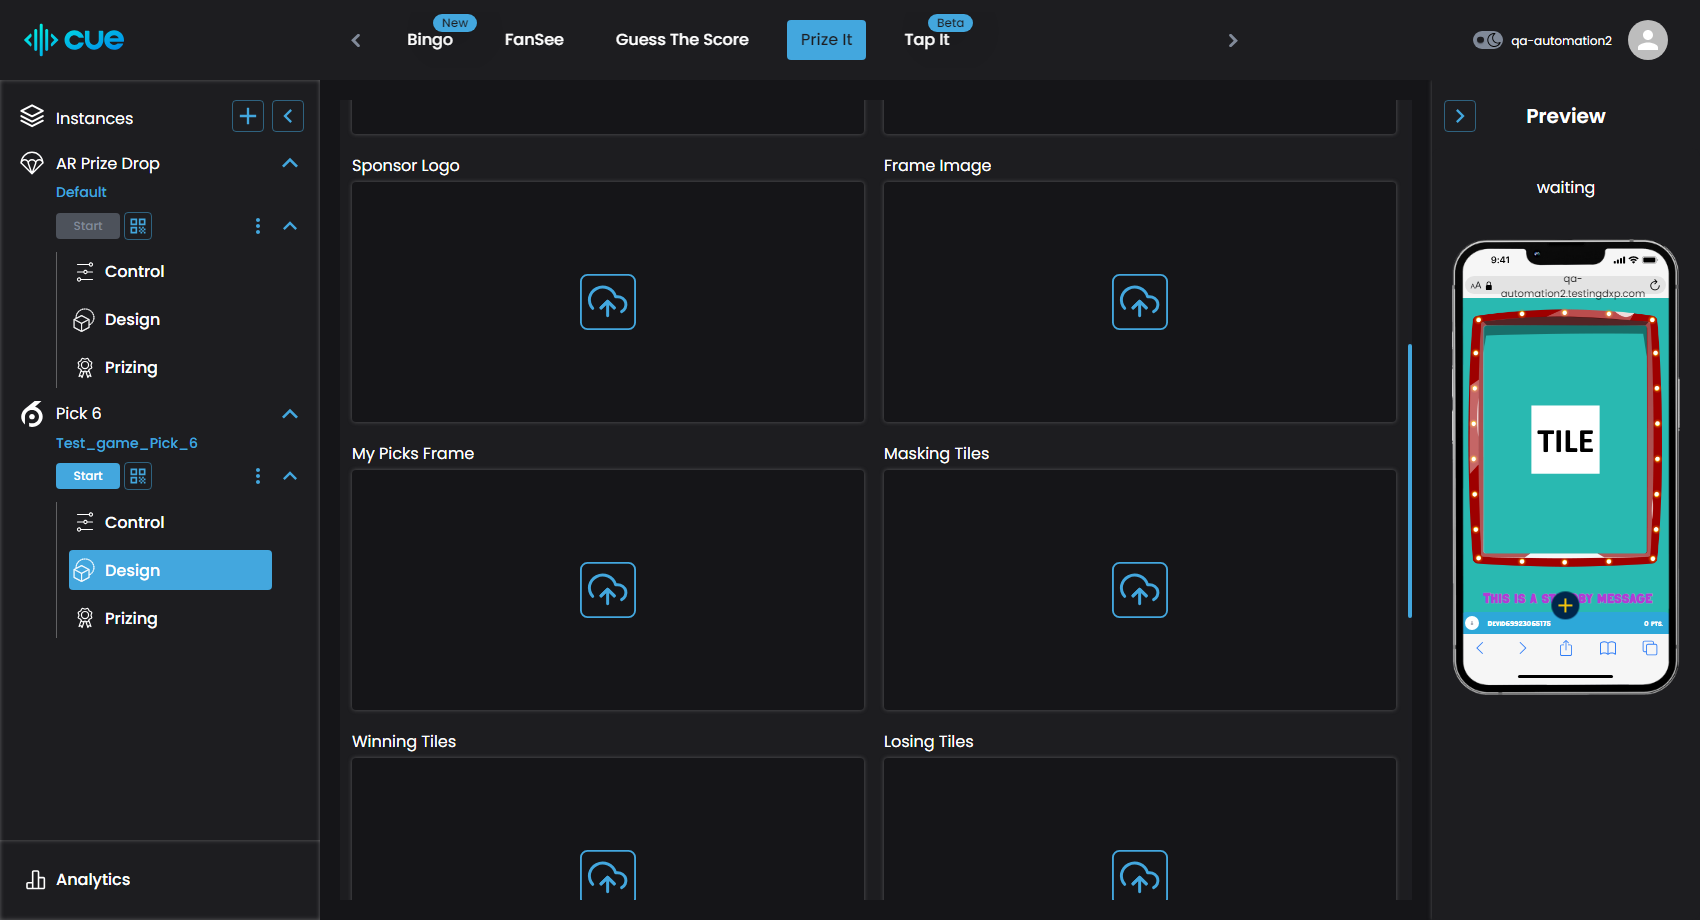 cue
New
Bingo
FanSee
Guess The Score
Prize It
Beta
Tap It
qa-automation2
Instances
AR Prize Drop
Default
Start
Control
Design
Prizing
Pick 6
Test_game_Pick_6
Start
Control
Design
Prizing
Analytics
Sponsor Logo
Frame Image
My Picks Frame
Masking Tiles
Winning Tiles
Losing Tiles
Preview
waiting
9:41
AA
qa-
automation2.testingdxp.com
TILE
THIS IS A ST BY MESSAGE
0 PTS.